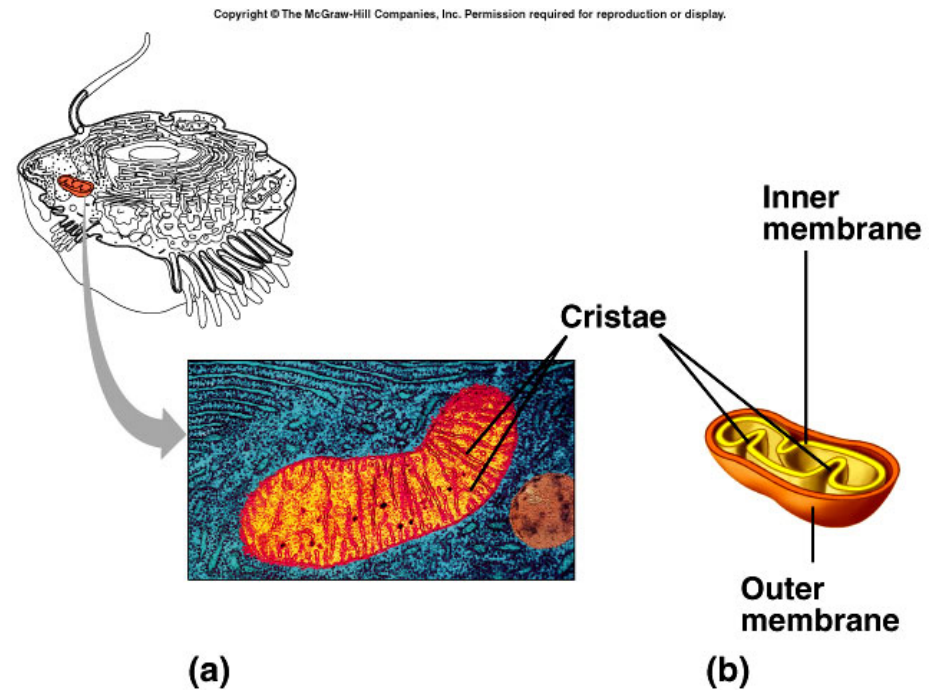 Copyright © The McGraw-Hill Companies, Inc. Permission required for reproduction or display.
Inner
membrane
Cristae
Outer
membrane
(a)
(b)